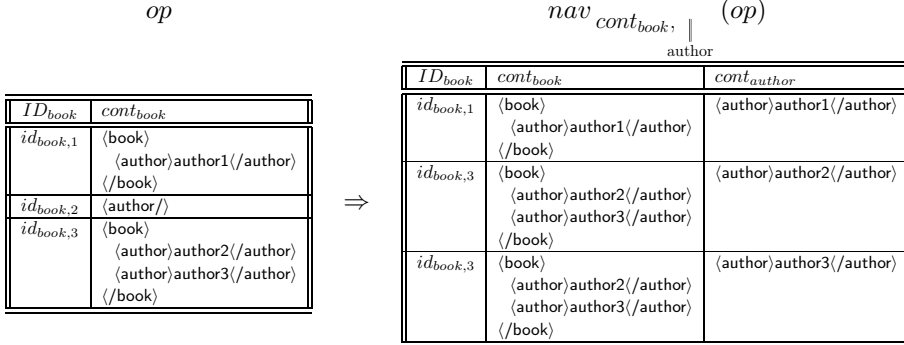 op
nav cont_book, ‖ author (op)
ID_book cont_book
id_book,1 ⟨book⟩
⟨author⟩author1⟨/author⟩
⟨/book⟩
id_book,2 ⟨author/⟩
id_book,3 ⟨book⟩
⟨author⟩author2⟨/author⟩
⟨author⟩author3⟨/author⟩
⟨/book⟩
⇒
ID_book cont_book cont_author
id_book,1 ⟨book⟩ ⟨author⟩author1⟨/author⟩
⟨author⟩author1⟨/author⟩
⟨/book⟩
id_book,3 ⟨book⟩ ⟨author⟩author2⟨/author⟩
⟨author⟩author2⟨/author⟩
⟨author⟩author3⟨/author⟩
⟨/book⟩
id_book,3 ⟨book⟩ ⟨author⟩author3⟨/author⟩
⟨author⟩author2⟨/author⟩
⟨author⟩author3⟨/author⟩
⟨/book⟩